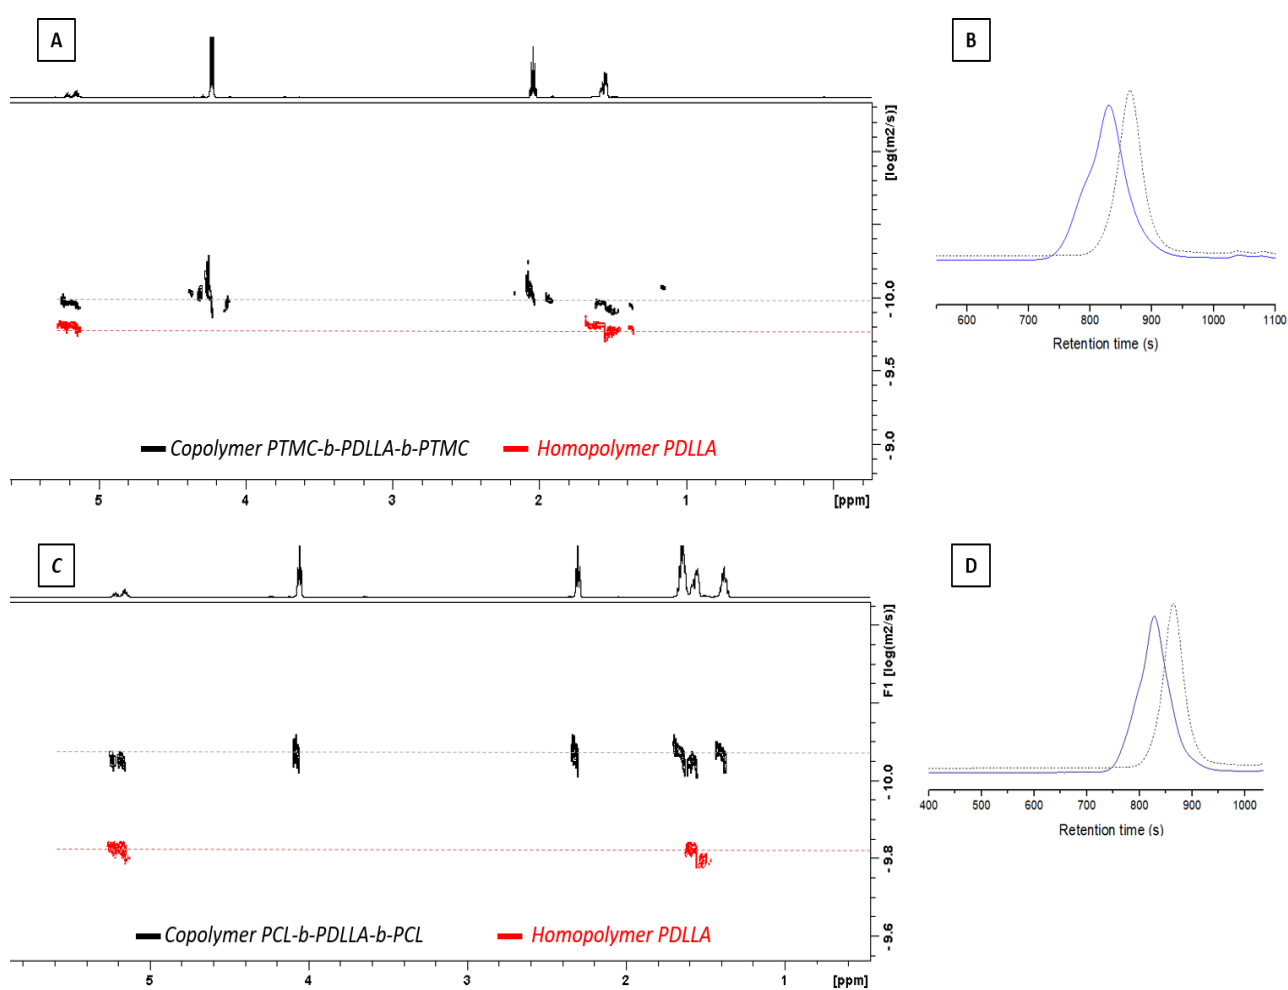 A
B
[log(m2/s)]
- 10.0
- 9.5
- 9.0
Copolymer PTMC-b-PDLLA-b-PTMC
Homopolymer PDLLA
5
4
3
2
1
[ppm]
600
700
800
900
1000
1100
Retention time (s)
C
D
F1 [log(m2/s)]
- 10.0
- 9.8
- 9.6
Copolymer PCL-b-PDLLA-b-PCL
Homopolymer PDLLA
5
4
3
2
1
[ppm]
400
500
600
700
800
900
1000
Retention time (s)